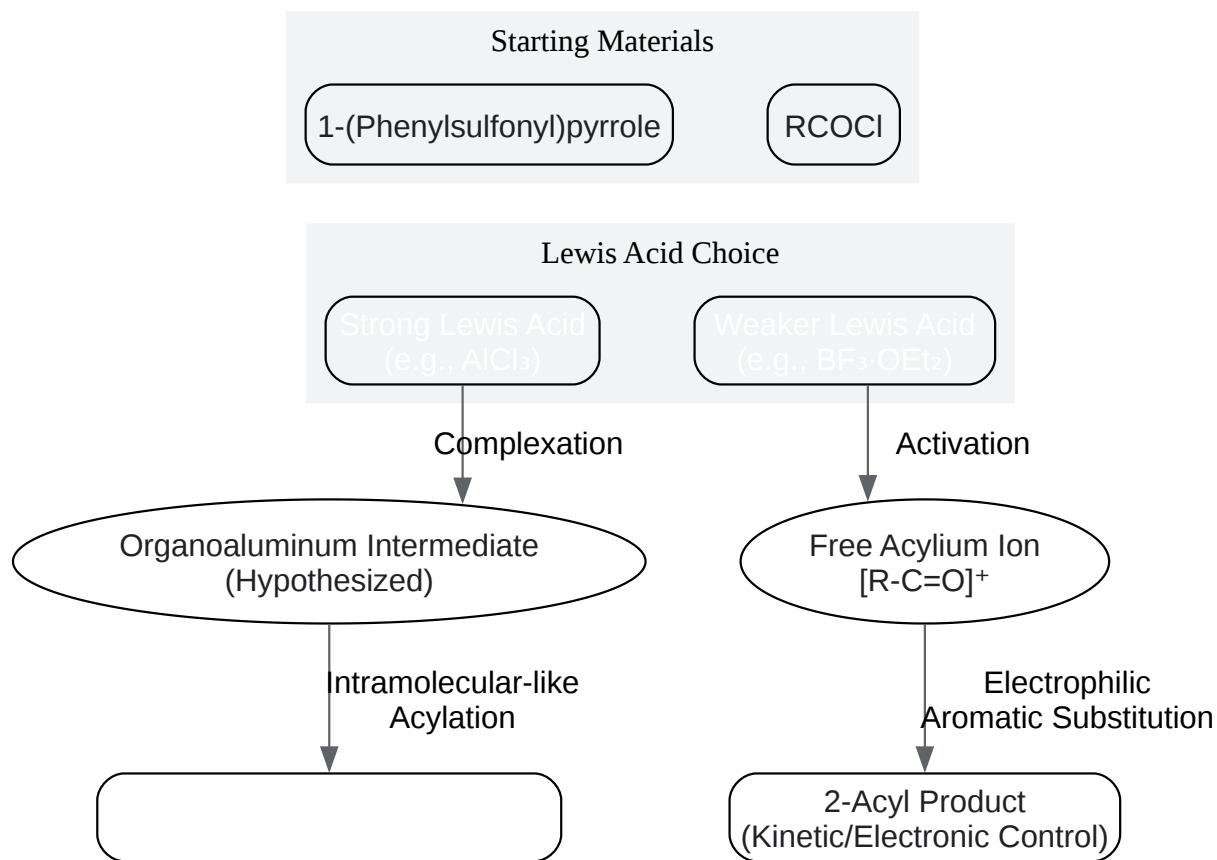 Starting Materials
1-(Phenylsulfonyl)pyrrole
RCOCl
Lewis Acid Choice
Strong Lewis Acid
(e.g., AlCl₃)
Weaker Lewis Acid
(e.g., BF₃·OEt₂)
Complexation
Activation
Organoaluminum Intermediate
(Hypothesized)
Free Acylium Ion
[R-C=O]⁺
Intramolecular-like
Acylation
Electrophilic
Aromatic Substitution
2-Acyl Product
(Kinetic/Electronic Control)